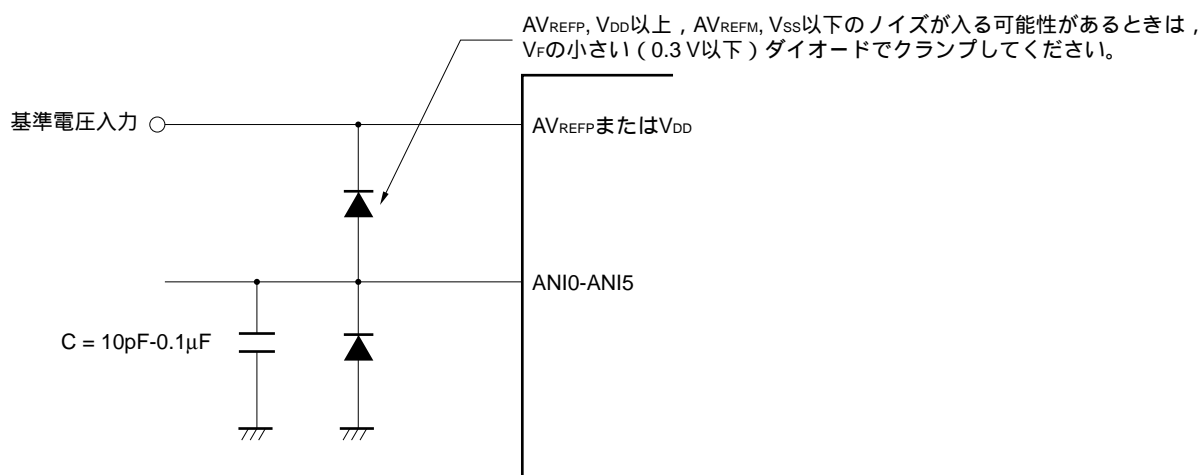 AVREFP, VDD以上，AVREFM, VSS以下のノイズが入る可能性があるときは，
VFの小さい（0.3 V以下）ダイオードでクランプしてください。
基準電圧入力
AVREFPまたはVDD
ANI0-ANI5
C = 10pF-0.1μF